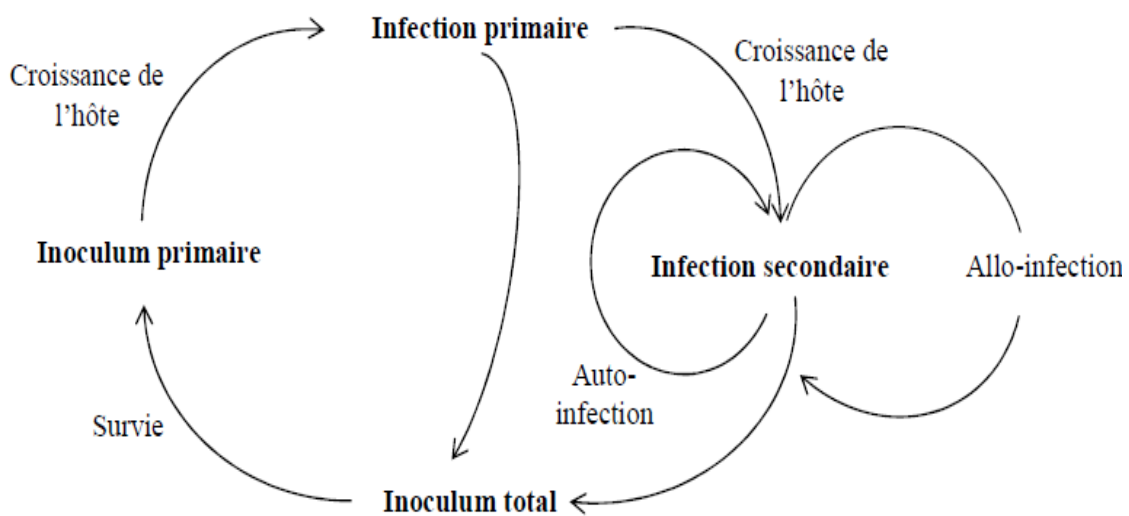 Infection primaire
Croissance de
l’hôte
Croissance de
l’hôte
Inoculum primaire
Infection secondaire
Allo-infection
Auto-
infection
Survie
Inoculum total